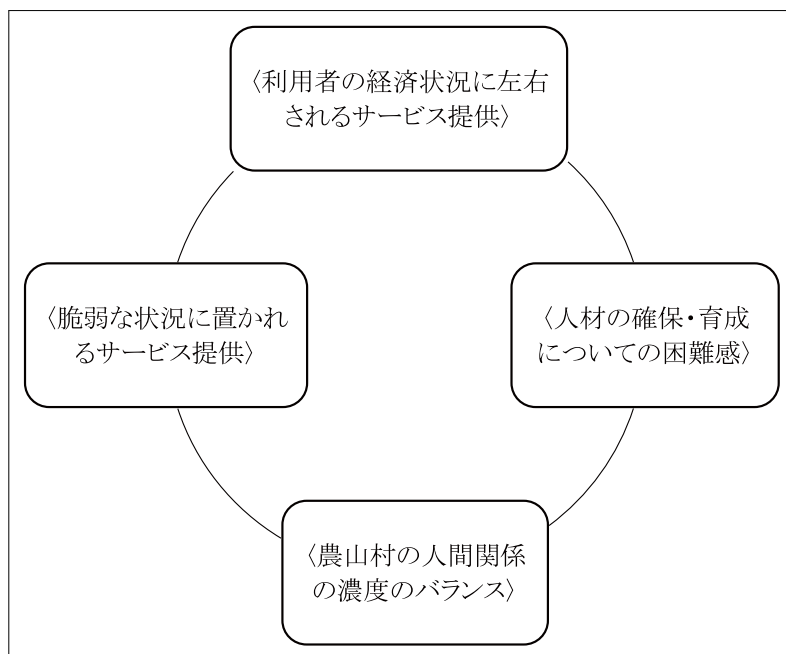 〈利用者の経済状況に左右
されるサービス提供〉
〈脆弱な状況に置かれ
るサービス提供〉
〈人材の確保・育成
についての困難感〉
〈農山村の人間関係
の濃度のバランス〉